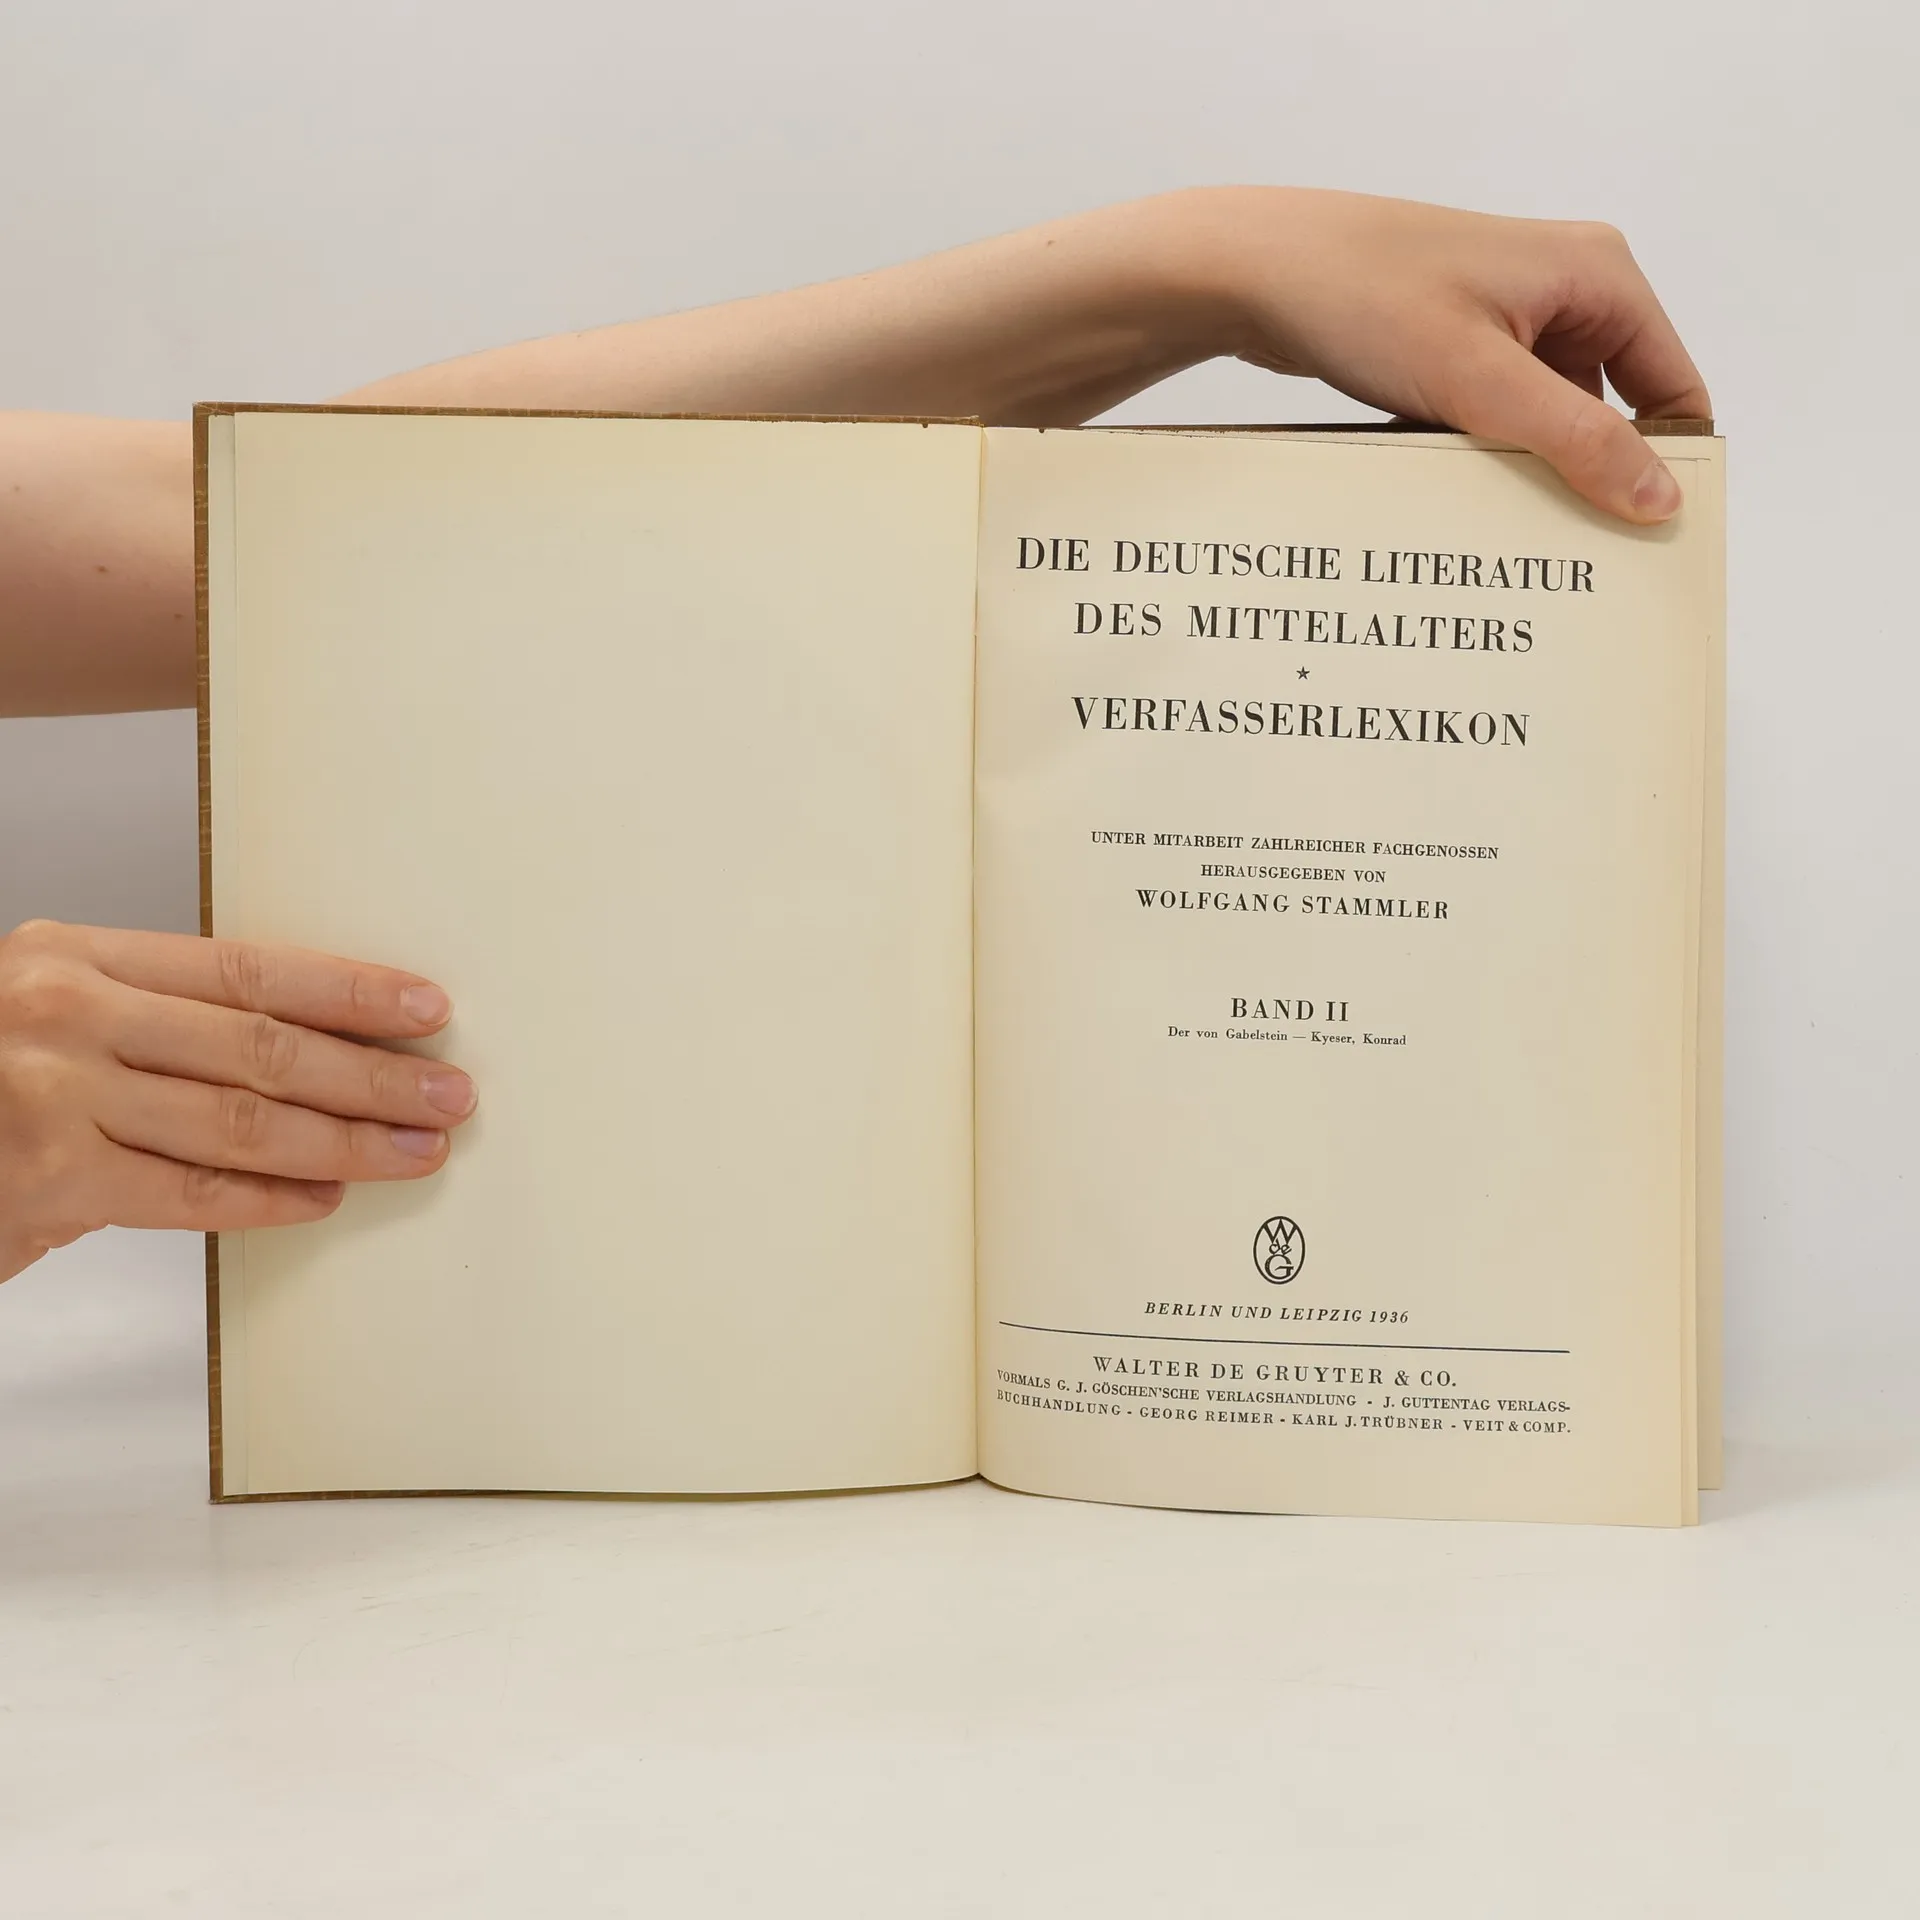 DIE DEUTSCHE LITERATUR
DES MITTELALTERS
★
VERFASSERLEXIKON
UNTER MITARBEIT ZAHLREICHER FACHGENOSSEN
HERAUSGEGEBEN VON
WOLFGANG STAMMLER
BAND II
Der von Gabelstein — Kyeser, Konrad
W
de
G
BERLIN UND LEIPZIG 1936
WALTER DE GRUYTER & CO.
VORMALS G. J. GÖSCHEN'SCHE VERLAGSHANDLUNG - J. GUTTENTAG VERLAGS-
BUCHHANDLUNG - GEORG REIMER - KARL J. TRÜBNER - VEIT & COMP.